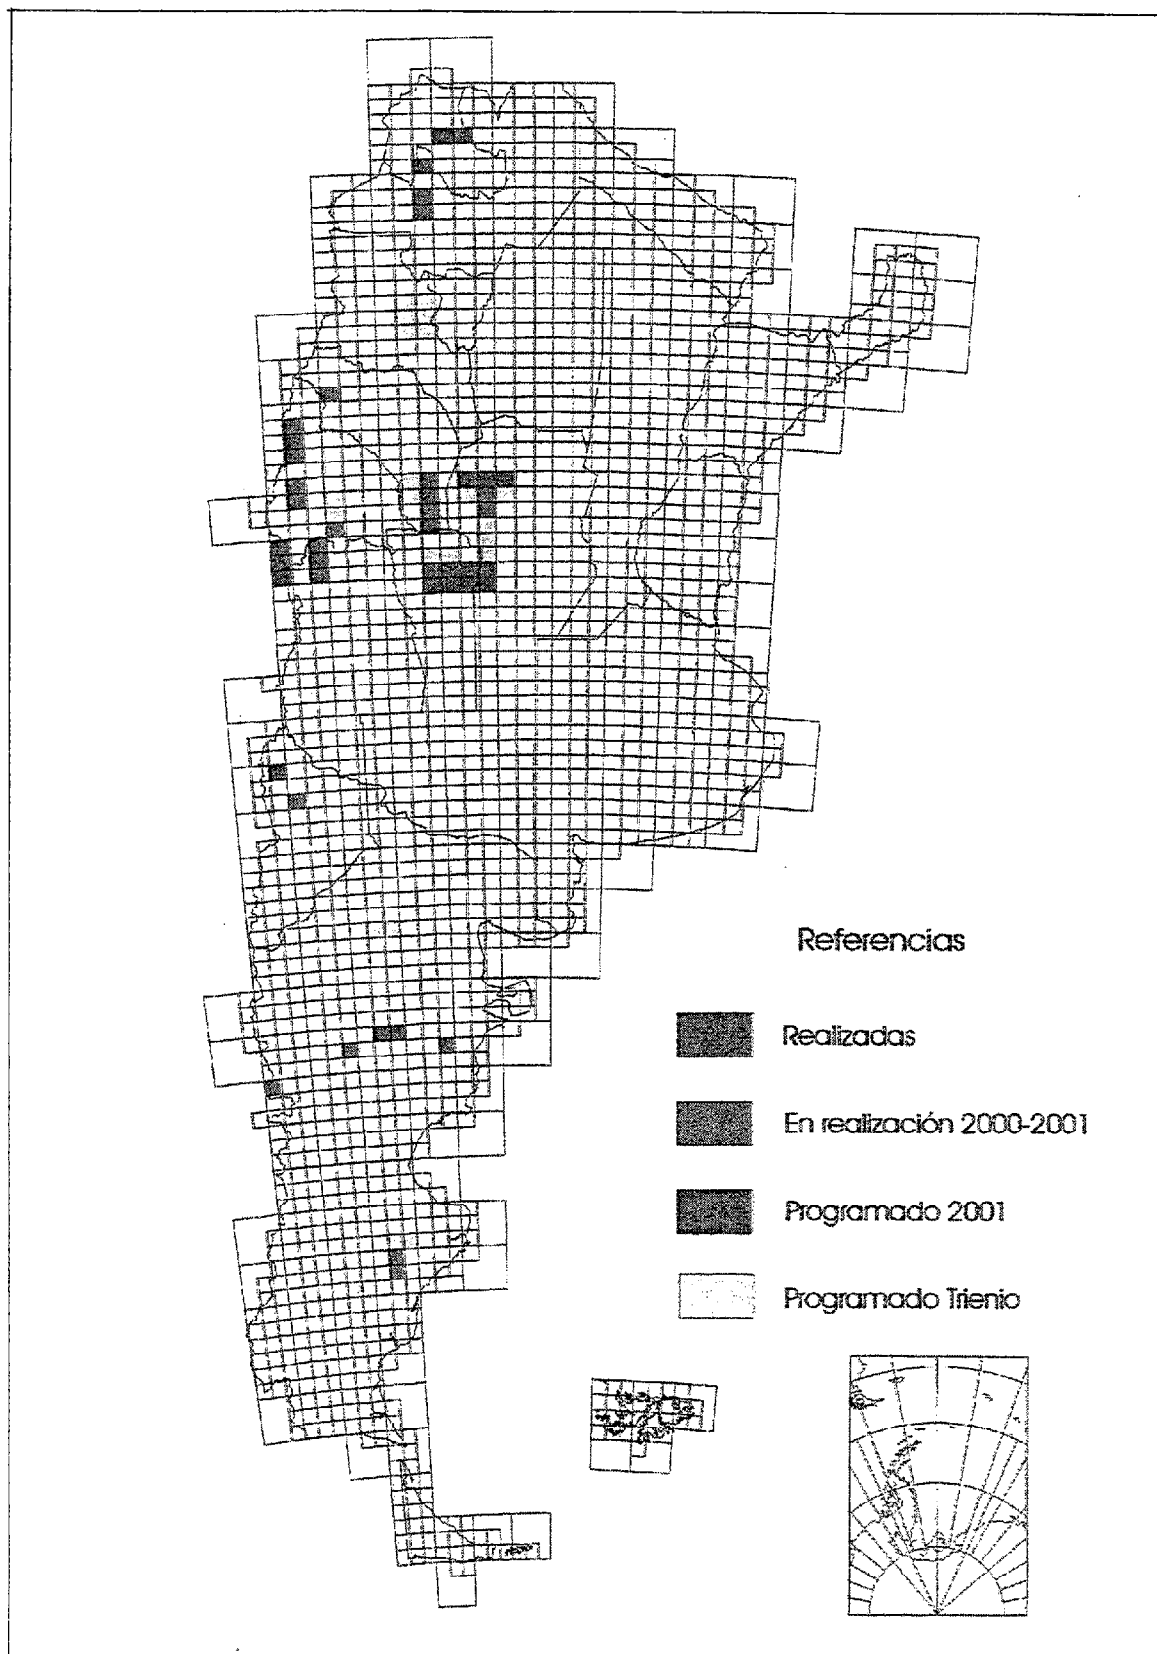 Referencias
Realizadas
En realización 2000-2001
Programado 2001
Programado Trienio